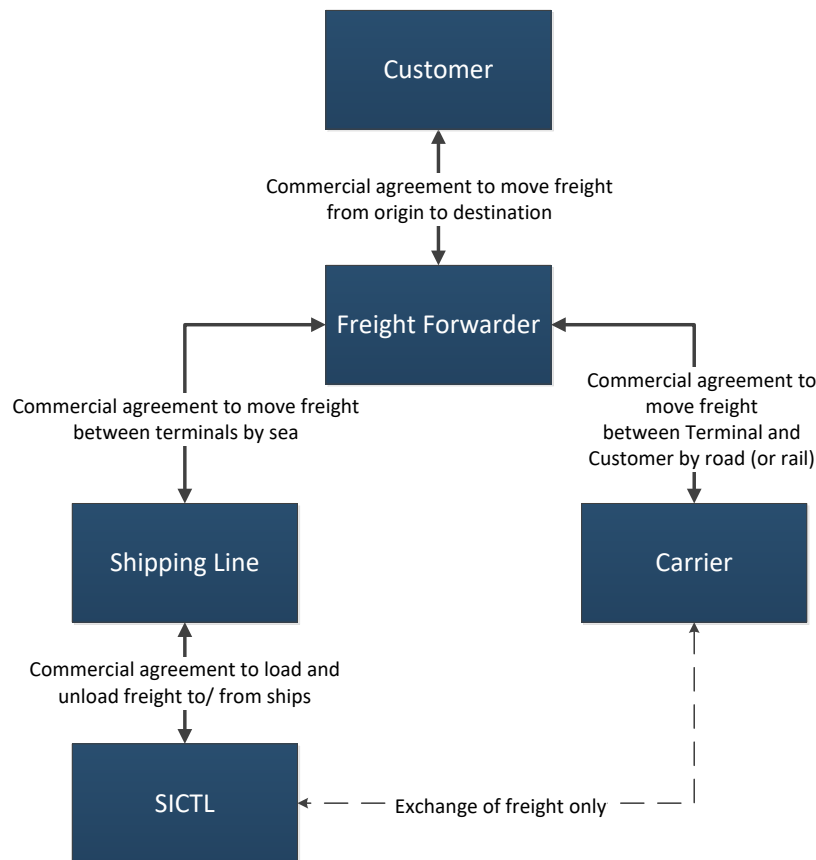 Customer
Commercial agreement to move freight
from origin to destination
Freight Forwarder
Commercial agreement to move freight
between terminals by sea
Commercial agreement to
move freight
between Terminal and
Customer by road (or rail)
Shipping Line
Carrier
Commercial agreement to load and
unload freight to/ from ships
SICTL
Exchange of freight only